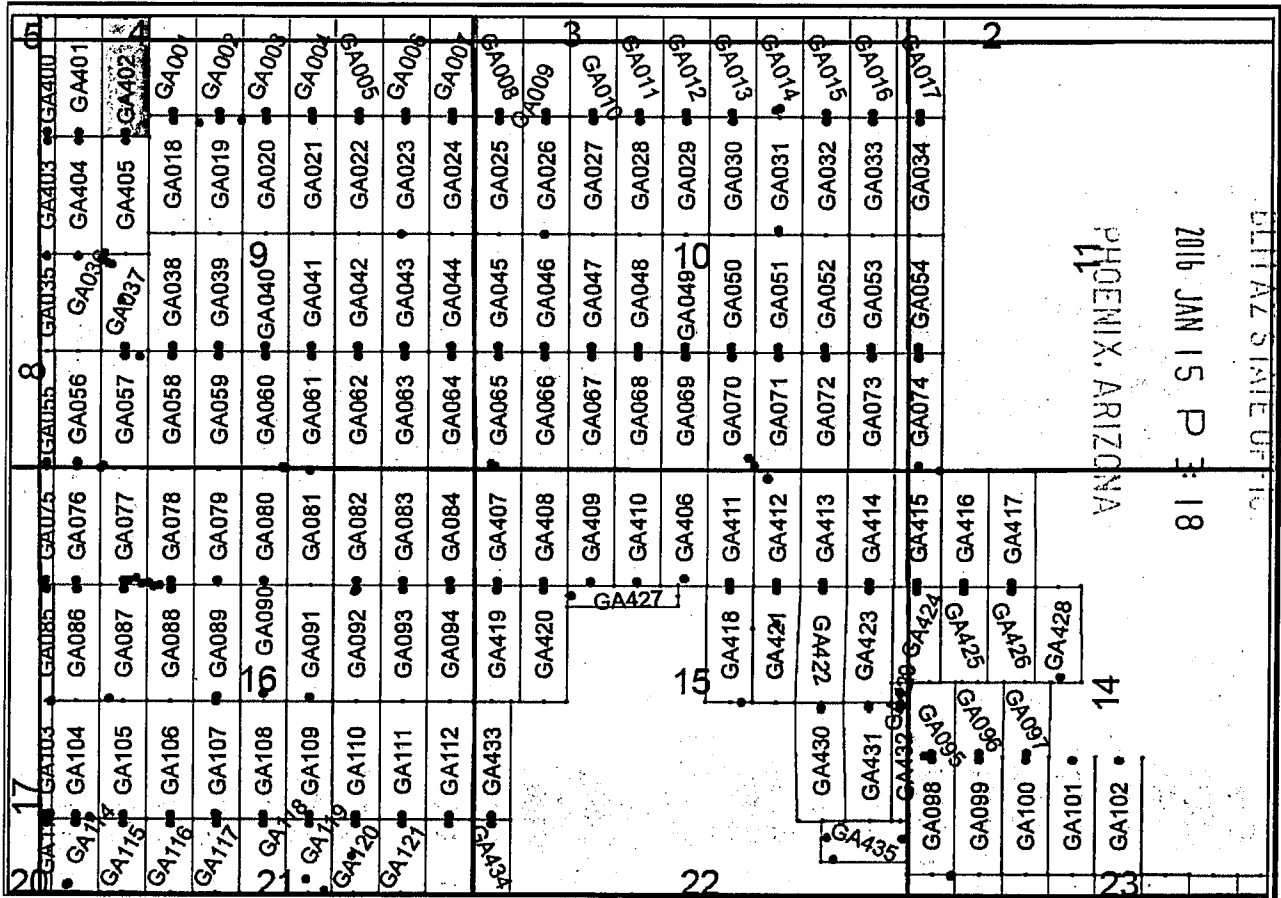 5 4 3 2
GA400 GA401 GA402 GA001 GA002 GA003 GA004 GA005 GA006 GA007 GA008 GA009 GA010 GA011 GA012 GA013 GA014 GA015 GA016 GA017
GA403 GA404 GA405 GA018 GA019 GA020 GA021 GA022 GA023 GA024 GA025 GA026 GA027 GA028 GA029 GA030 GA031 GA032 GA033 GA034
9 10 11
GA035 GA037 GA038 GA039 GA040 GA041 GA042 GA043 GA044 GA045 GA046 GA047 GA048 GA049 GA050 GA051 GA052 GA053 GA054
8
GA055 GA056 GA057 GA058 GA059 GA060 GA061 GA062 GA063 GA064 GA065 GA066 GA067 GA068 GA069 GA070 GA071 GA072 GA073 GA074
GA075 GA076 GA077 GA078 GA079 GA080 GA081 GA082 GA083 GA084 GA407 GA408 GA409 GA410 GA406 GA411 GA412 GA413 GA414 GA415 GA416 GA417
GA427
GA085 GA086 GA087 GA088 GA089 GA090 GA091 GA092 GA093 GA094 GA419 GA420 GA418 GA421 GA422 GA423 GA424 GA425 GA426 GA428
16 15 14
GA095 GA096 GA097
GA103 GA104 GA105 GA106 GA107 GA108 GA109 GA110 GA111 GA112 GA433 GA430 GA431 GA432 GA098 GA099 GA100 GA101 GA102
17
GA115 GA116 GA117 GA118 GA119 GA120 GA121 GA434 GA435
20 21 22 23
STATE OF
2016 JAN 15 P 3: 18
PHOENIX, ARIZONA